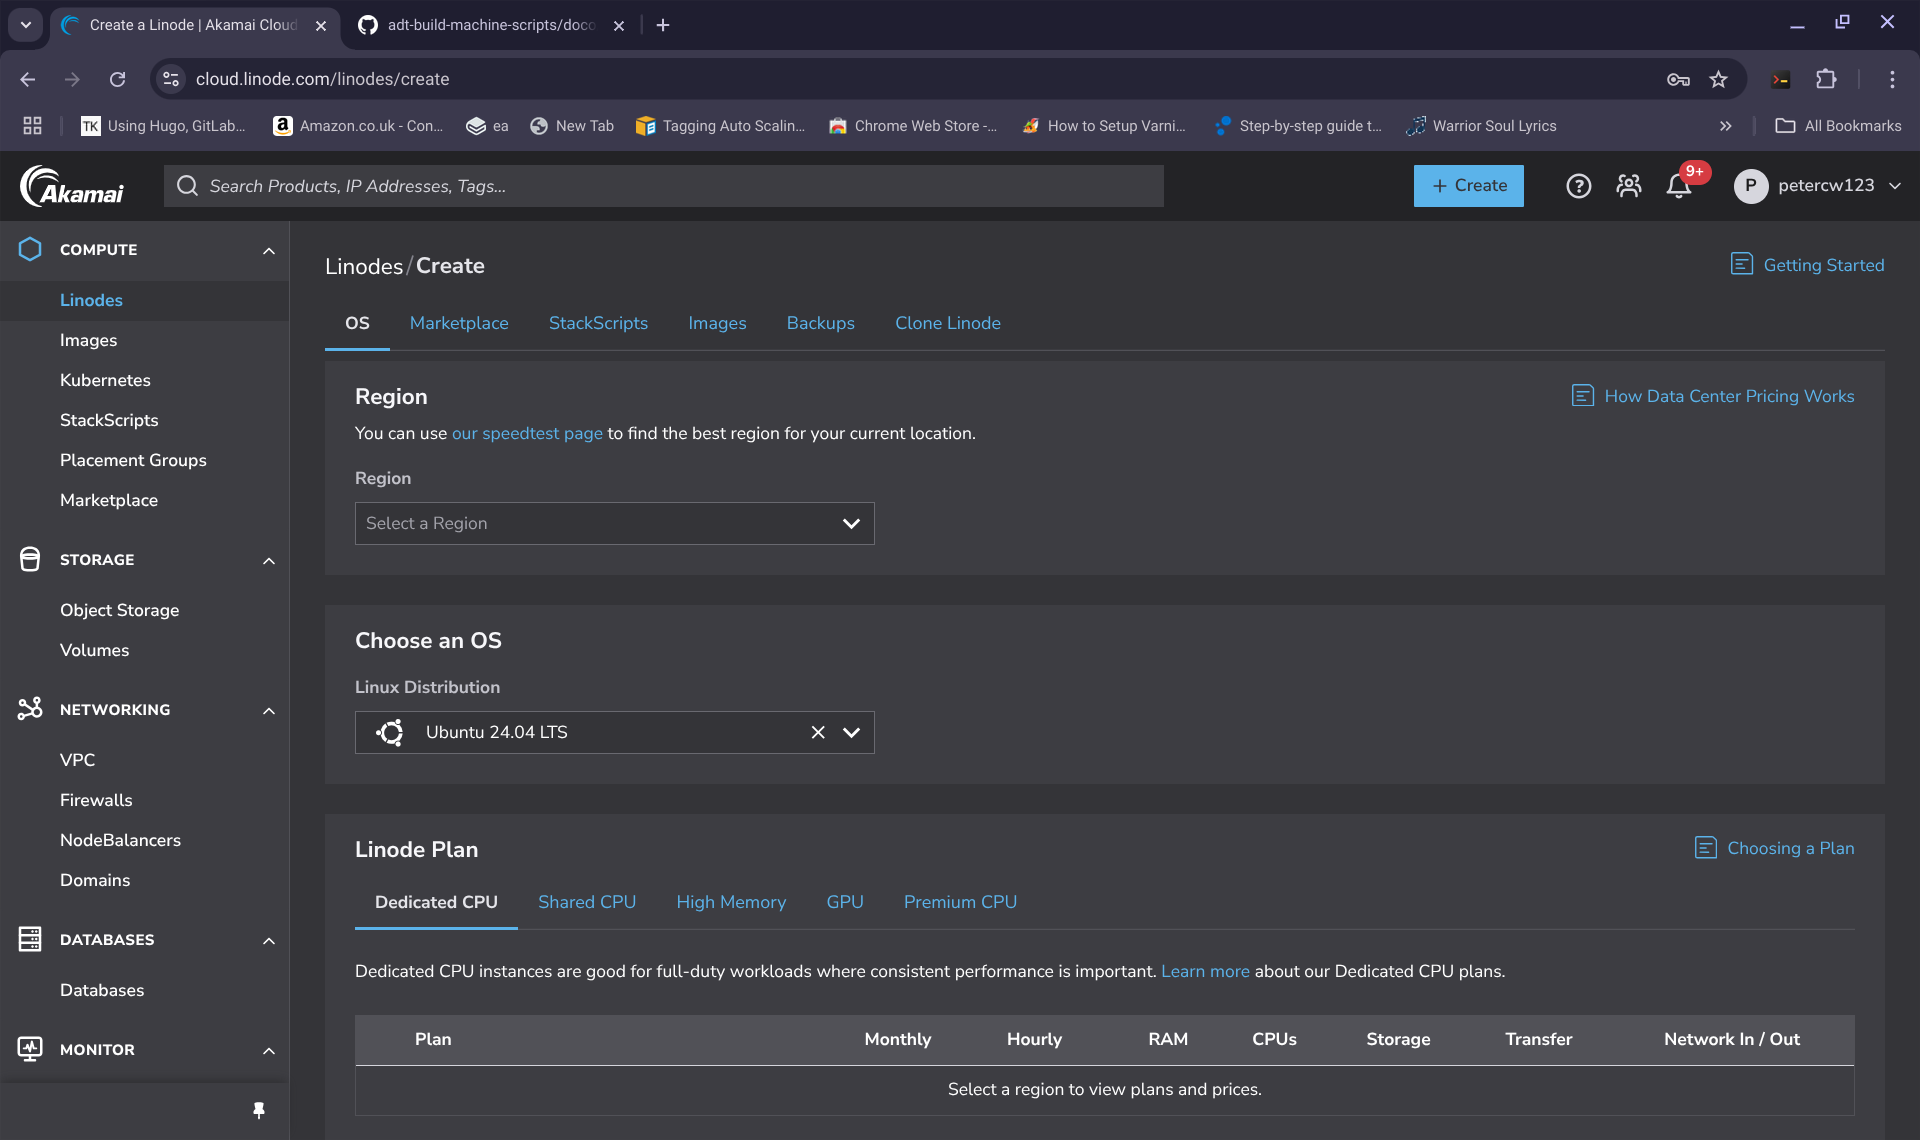 Create a Linode | Akamai Cloud
adt-build-machine-scripts/doco
cloud.linode.com/linodes/create
TK Using Hugo, GitLab...
a Amazon.co.uk - Con...
ea
New Tab
Tagging Auto Scalin...
Chrome Web Store -...
How to Setup Varni...
Step-by-step guide t...
Warrior Soul Lyrics
»
All Bookmarks
Akamai
Search Products, IP Addresses, Tags...
+ Create
?
9+
P petercw123
COMPUTE
Linodes
Images
Kubernetes
StackScripts
Placement Groups
Marketplace
STORAGE
Object Storage
Volumes
NETWORKING
VPC
Firewalls
NodeBalancers
Domains
DATABASES
Databases
MONITOR
Linodes / Create
Getting Started
OS Marketplace StackScripts Images Backups Clone Linode
Region
How Data Center Pricing Works
You can use our speedtest page to find the best region for your current location.
Region
Select a Region
Choose an OS
Linux Distribution
Ubuntu 24.04 LTS
Linode Plan
Choosing a Plan
Dedicated CPU Shared CPU High Memory GPU Premium CPU
Dedicated CPU instances are good for full-duty workloads where consistent performance is important. Learn more about our Dedicated CPU plans.
Plan Monthly Hourly RAM CPUs Storage Transfer Network In / Out
Select a region to view plans and prices.